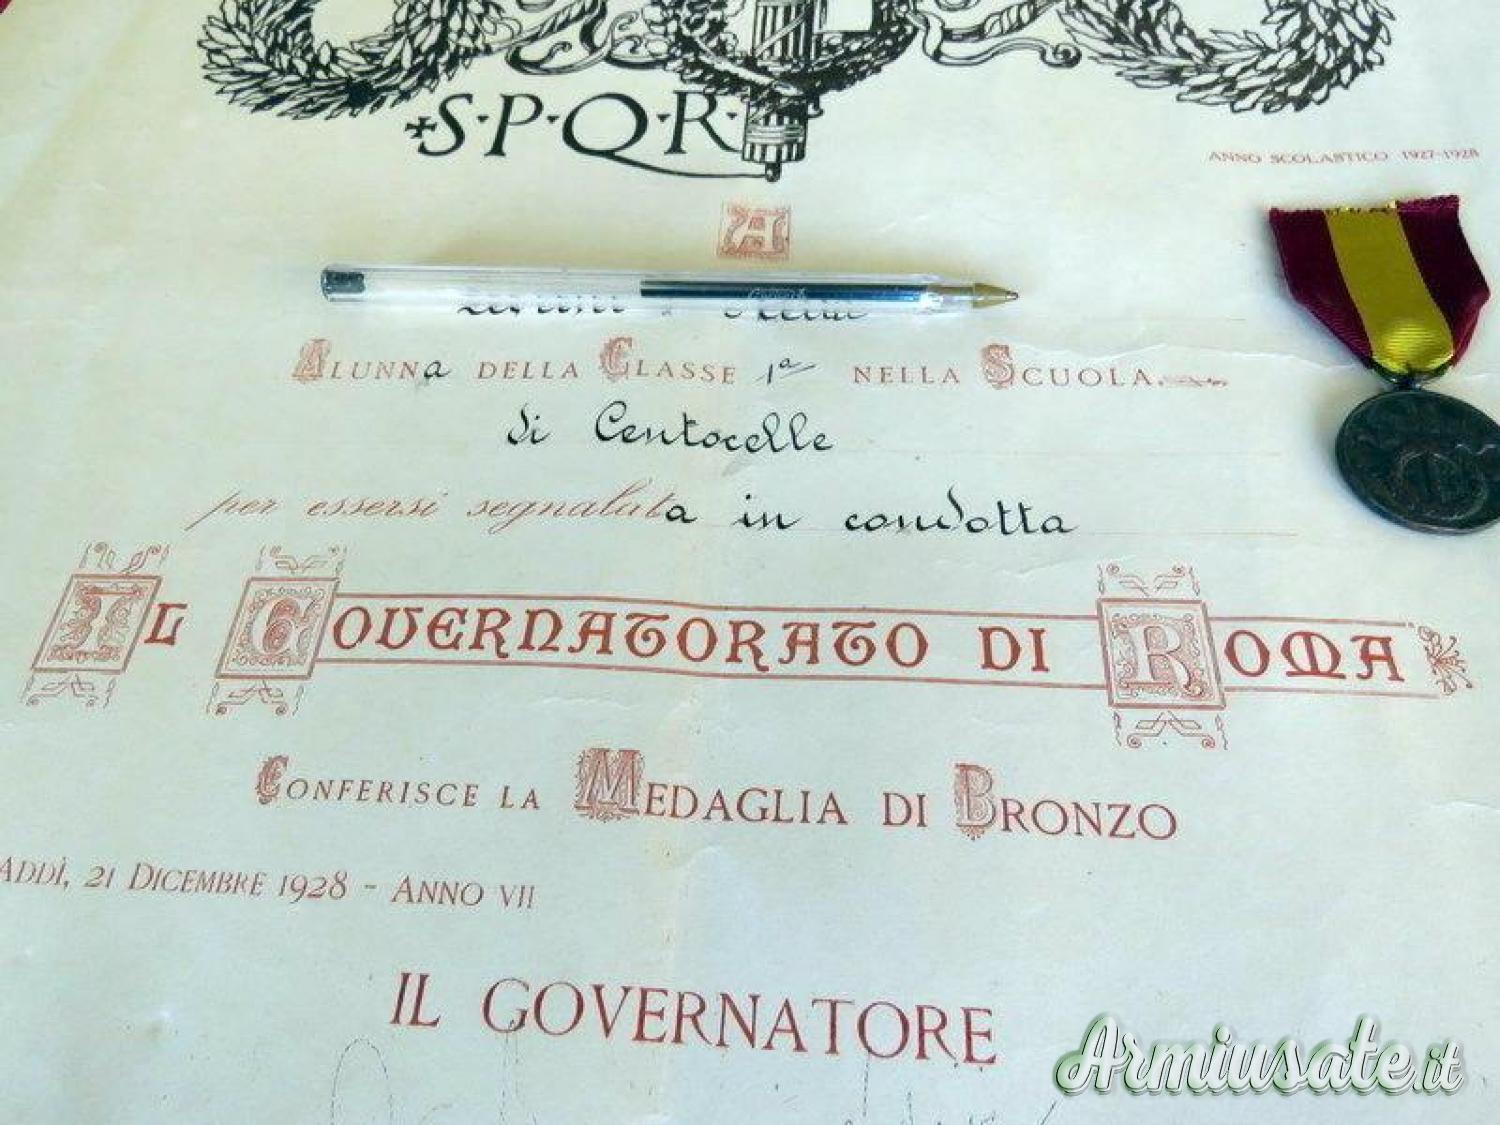 S·P·Q·R·
ANNO SCOLASTICO 1927-1928
A
ALUNNA DELLA CLASSE 1ª NELLA SCUOLA
di Centocelle
per essersi segnalata in condotta
IL GOVERNATORATO DI ROMA
CONFERISCE LA MEDAGLIA DI BRONZO
ADDÌ, 21 DICEMBRE 1928 - ANNO VII
IL GOVERNATORE
Armiusate.it